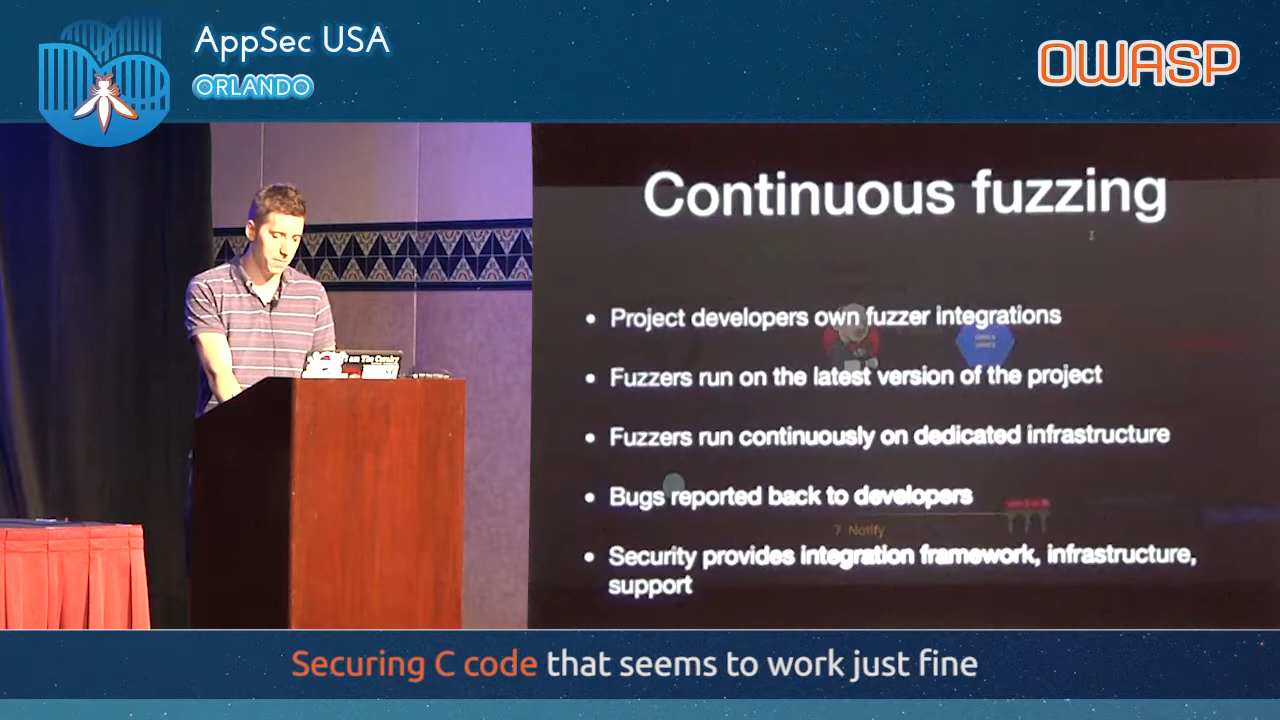 AppSec USA
ORLANDO
OWASP
Continuous fuzzing
• Project developers own fuzzer integrations
• Fuzzers run on the latest version of the project
• Fuzzers run continuously on dedicated infrastructure
• Bugs reported back to developers
7 Notify
• Security provides integration framework, infrastructure,
support
Securing C code that seems to work just fine